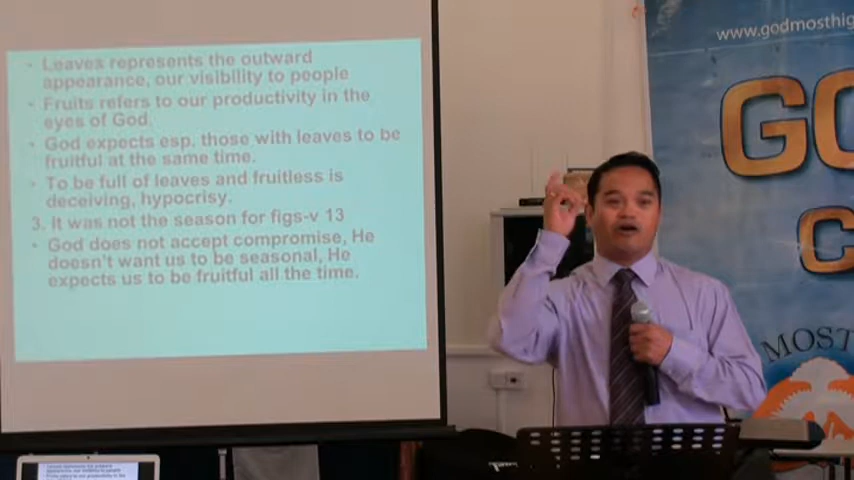 • Leaves represents the outward
appearance, our visibility to people
• Fruits refers to our productivity in the
eyes of God.
• God expects esp. those with leaves to be
fruitful at the same time.
• To be full of leaves and fruitless is
deceiving, hypocrisy.
3. It was not the season for figs-v 13
• God does not accept compromise, He
doesn't want us to be seasonal, He
expects us to be fruitful all the time.
www.godmosthig
GO
C
MOST